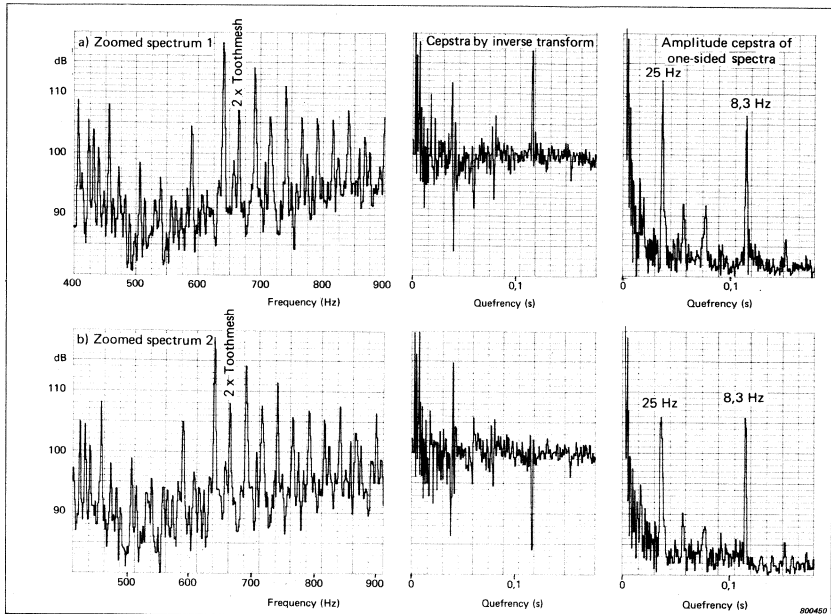 a) Zoomed spectrum 1
dB
110
100
90
2 x Toothmesh
400
500
600
700
800
900
Frequency (Hz)
Cepstra by inverse transform
0
0,1
Quefrency (s)
Amplitude cepstra of
one-sided spectra
25 Hz
8,3 Hz
0
0,1
Quefrency (s)
b) Zoomed spectrum 2
dB
110
100
90
2 x Toothmesh
500
600
700
800
900
Frequency (Hz)
0
0,1
Quefrency (s)
25 Hz
8,3 Hz
0
0,1
Quefrency (s)
800450